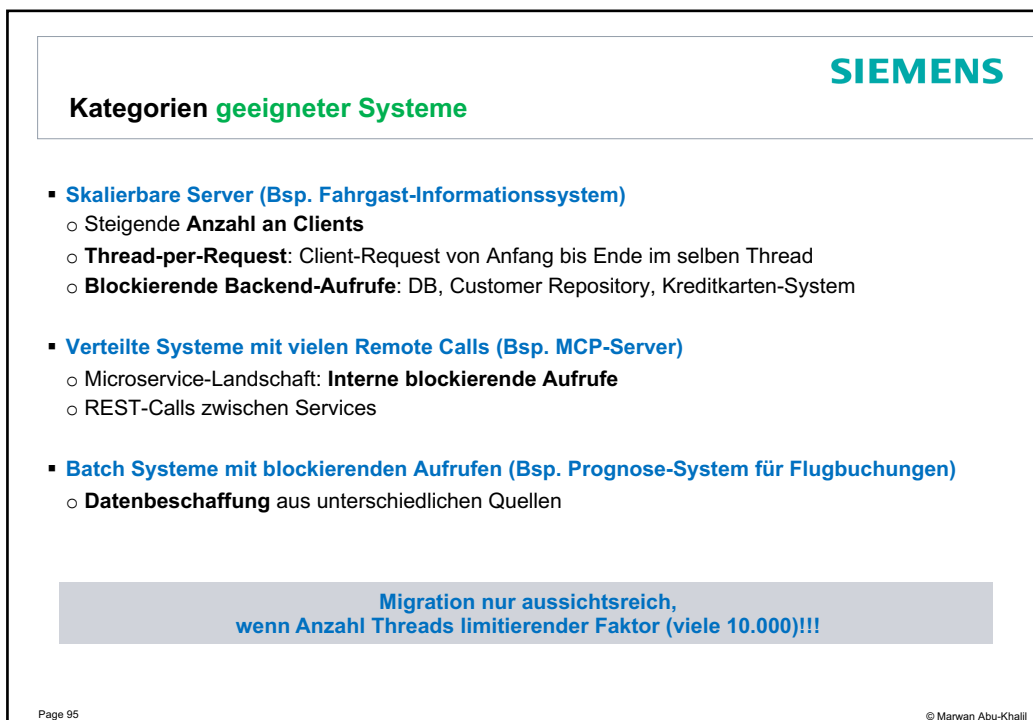 SIEMENS
Kategorien geeigneter Systeme
▪ Skalierbare Server (Bsp. Fahrgast-Informationssystem)
o Steigende Anzahl an Clients
o Thread-per-Request: Client-Request von Anfang bis Ende im selben Thread
o Blockierende Backend-Aufrufe: DB, Customer Repository, Kreditkarten-System
▪ Verteilte Systeme mit vielen Remote Calls (Bsp. MCP-Server)
o Microservice-Landschaft: Interne blockierende Aufrufe
o REST-Calls zwischen Services
▪ Batch Systeme mit blockierenden Aufrufen (Bsp. Prognose-System für Flugbuchungen)
o Datenbeschaffung aus unterschiedlichen Quellen
Migration nur aussichtsreich,
wenn Anzahl Threads limitierender Faktor (viele 10.000)!!!
Page 95
© Marwan Abu-Khalil